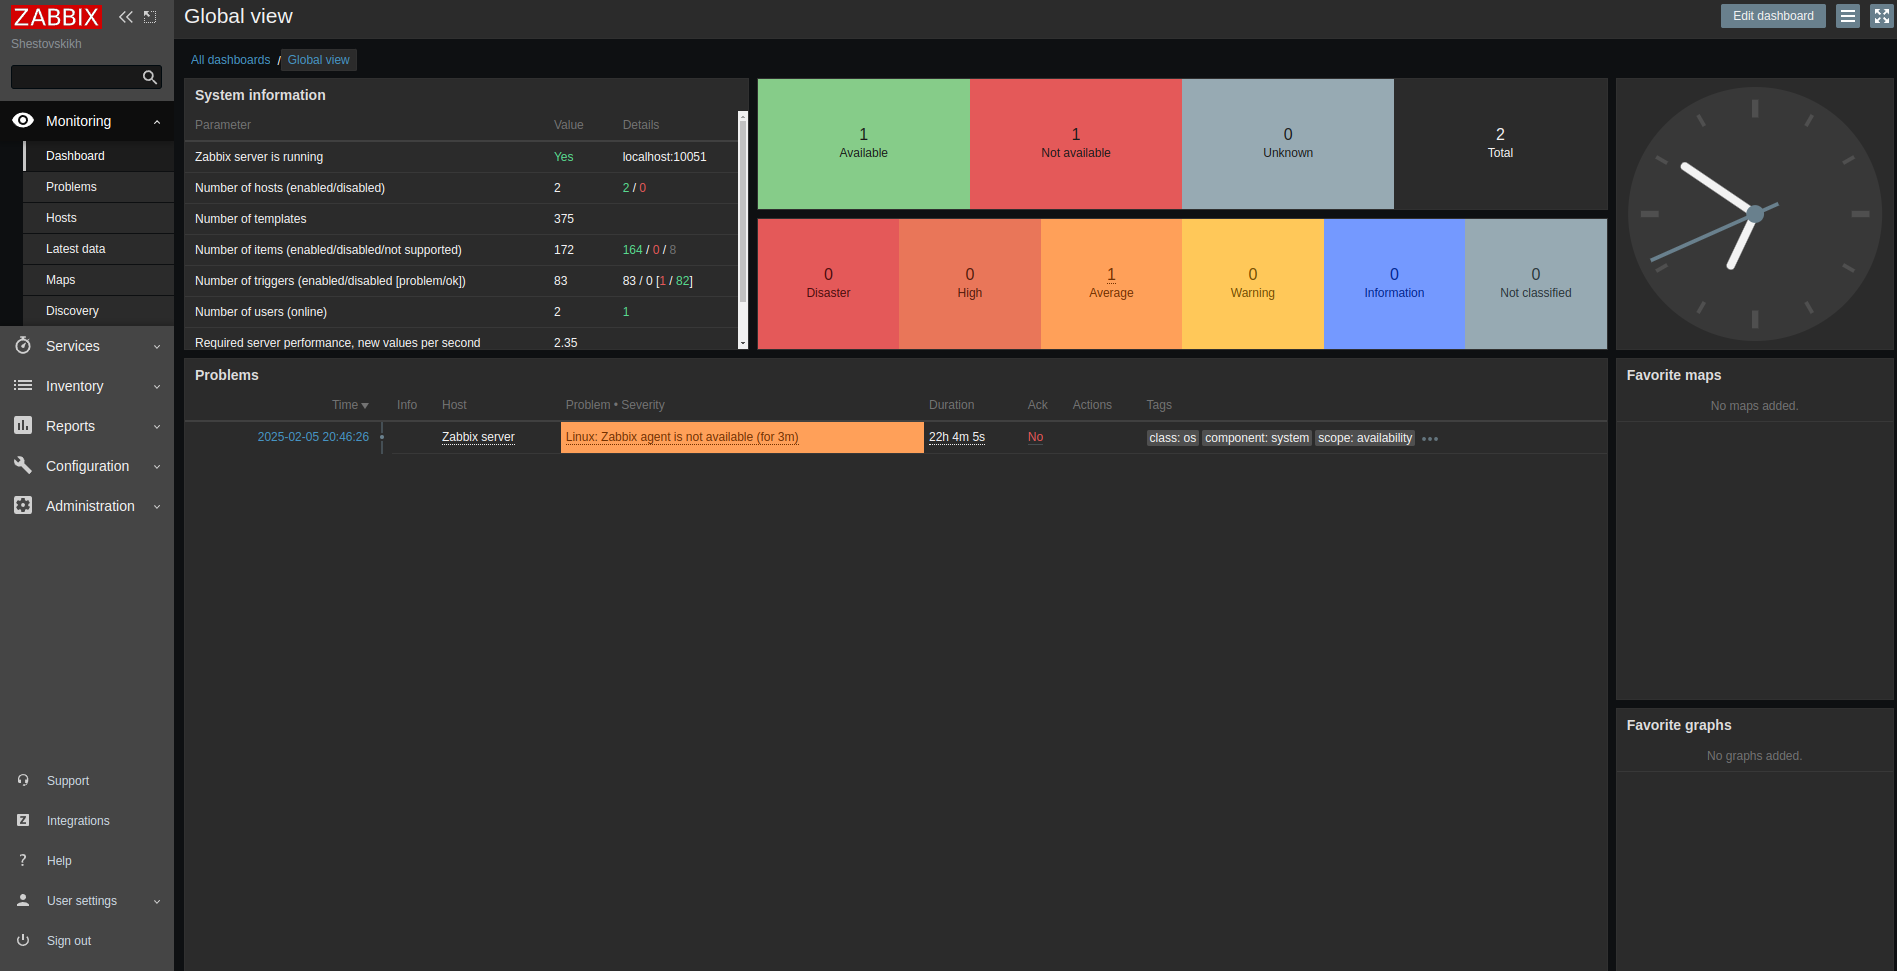 ZABBIX
Shestovskikh
Monitoring
Dashboard
Problems
Hosts
Latest data
Maps
Discovery
Services
Inventory
Reports
Configuration
Administration
Support
Integrations
Help
User settings
Sign out
Global view
Edit dashboard
All dashboards / Global view
System information
Parameter Value Details
Zabbix server is running Yes localhost:10051
Number of hosts (enabled/disabled) 2 2 / 0
Number of templates 375
Number of items (enabled/disabled/not supported) 172 164 / 0 / 8
Number of triggers (enabled/disabled [problem/ok]) 83 83 / 0 [1 / 82]
Number of users (online) 2 1
Required server performance, new values per second 2.35
1 1 0 2
Available Not available Unknown Total
0 0 1 0 0 0
Disaster High Average Warning Information Not classified
Problems
Time Info Host Problem • Severity Duration Ack Actions Tags
2025-02-05 20:46:26 Zabbix server Linux: Zabbix agent is not available (for 3m) 22h 4m 5s No class: os component: system scope: availability
Favorite maps
No maps added.
Favorite graphs
No graphs added.